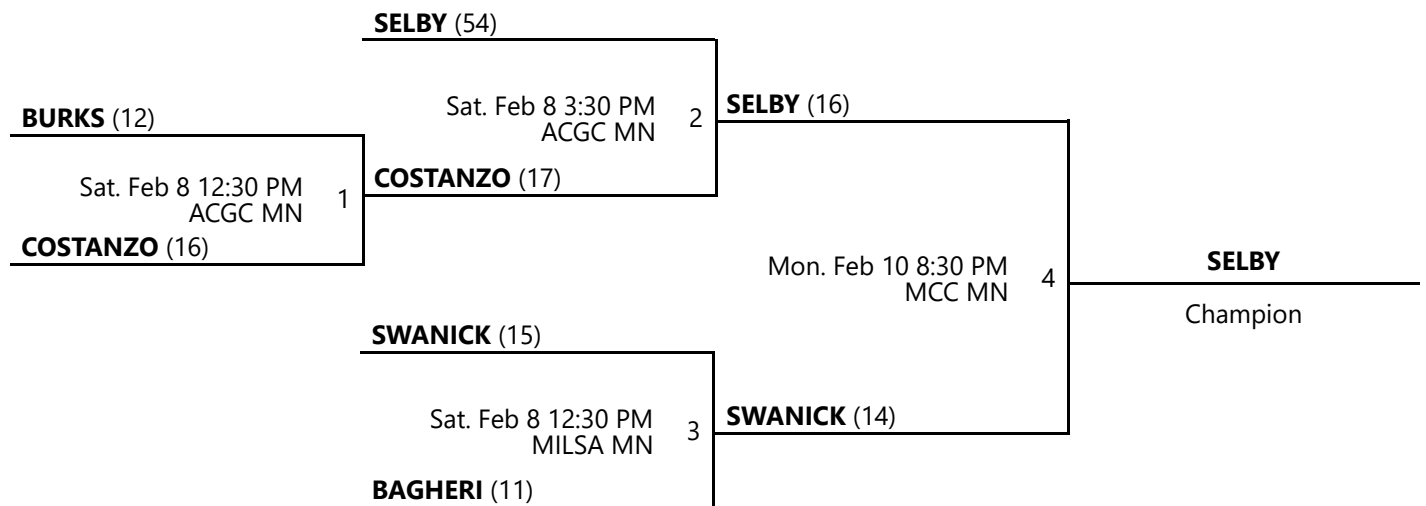 SELBY (54)
BURKS (12)
Sat. Feb 8 3:30 PM
ACGC MN
2
SELBY (16)
Sat. Feb 8 12:30 PM
ACGC MN
1
COSTANZO (17)
COSTANZO (16)
Mon. Feb 10 8:30 PM
MCC MN
4
SELBY
Champion
SWANICK (15)
Sat. Feb 8 12:30 PM
MILSA MN
3
SWANICK (14)
BAGHERI (11)